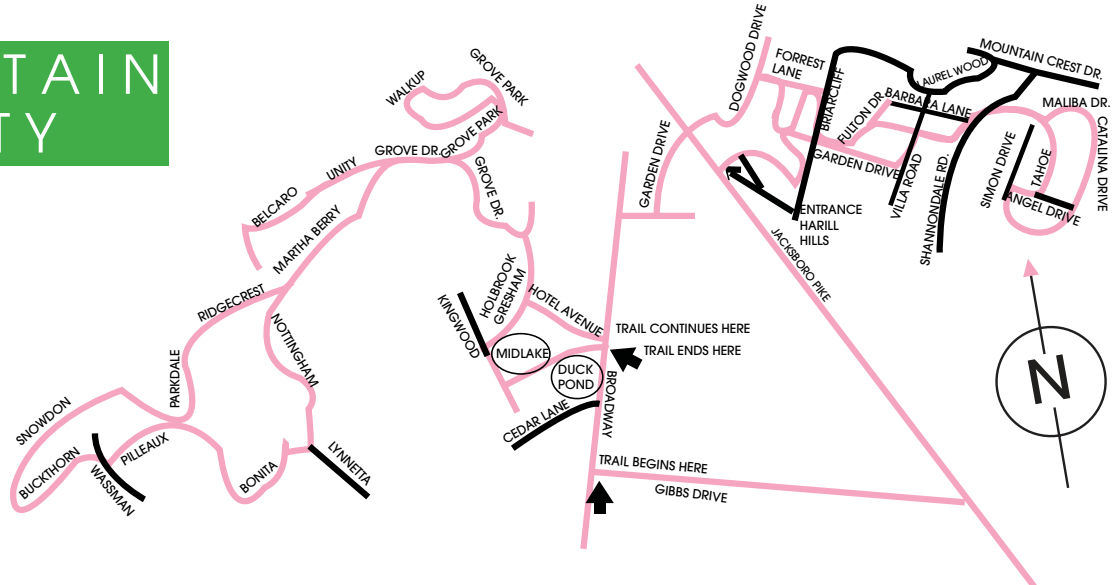 TAIN
TY
WALKUP
GROVE PARK
GROVE PARK
GROVE DR.
GROVE DR.
UNITY
BELCARO
MARTHA BERRY
RIDGECREST
NOTTINGHAM
PARKDALE
SNOWDON
BUCKTHORN
WASSMAN
PILLEAUX
BONITA
LYNNETTA
HOLBROOK
GRESHAM
KINGWOOD
HOTEL AVENUE
MIDLAKE
DUCK
POND
CEDAR LANE
BROADWAY
TRAIL CONTINUES HERE
TRAIL ENDS HERE
TRAIL BEGINS HERE
GIBBS DRIVE
GARDEN DRIVE
DOGWOOD DRIVE
FORREST
LANE
BRIARCLIFF
FULTON DR.
LAUREL WOOD
BARBARA LANE
GARDEN DRIVE
VILLA ROAD
SHANNONDALE RD.
MOUNTAIN CREST DR.
MALIBA DR.
CATALINA DRIVE
SIMON DRIVE
TAHOE
ANGEL DRIVE
ENTRANCE
HARILL
HILLS
JACKSBORO PIKE
N